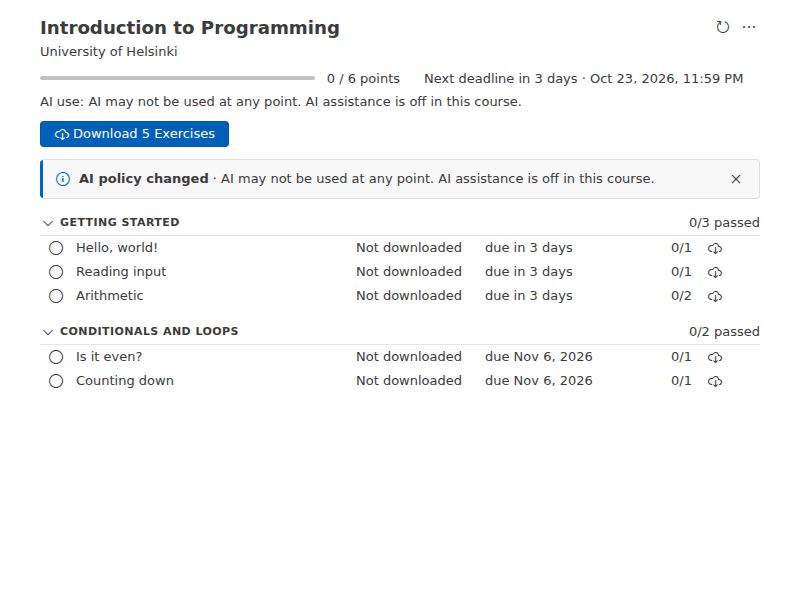 Introduction to Programming
University of Helsinki
0 / 6 points Next deadline in 3 days · Oct 23, 2026, 11:59 PM
AI use: AI may not be used at any point. AI assistance is off in this course.
Download 5 Exercises
AI policy changed · AI may not be used at any point. AI assistance is off in this course.
GETTING STARTED 0/3 passed
Hello, world! Not downloaded due in 3 days 0/1
Reading input Not downloaded due in 3 days 0/1
Arithmetic Not downloaded due in 3 days 0/2
CONDITIONALS AND LOOPS 0/2 passed
Is it even? Not downloaded due Nov 6, 2026 0/1
Counting down Not downloaded due Nov 6, 2026 0/1